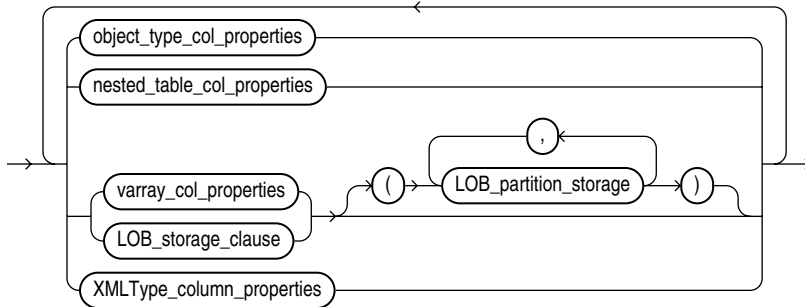 object_type_col_properties
nested_table_col_properties
,
varray_col_properties ( LOB_partition_storage )
LOB_storage_clause
XMLType_column_properties